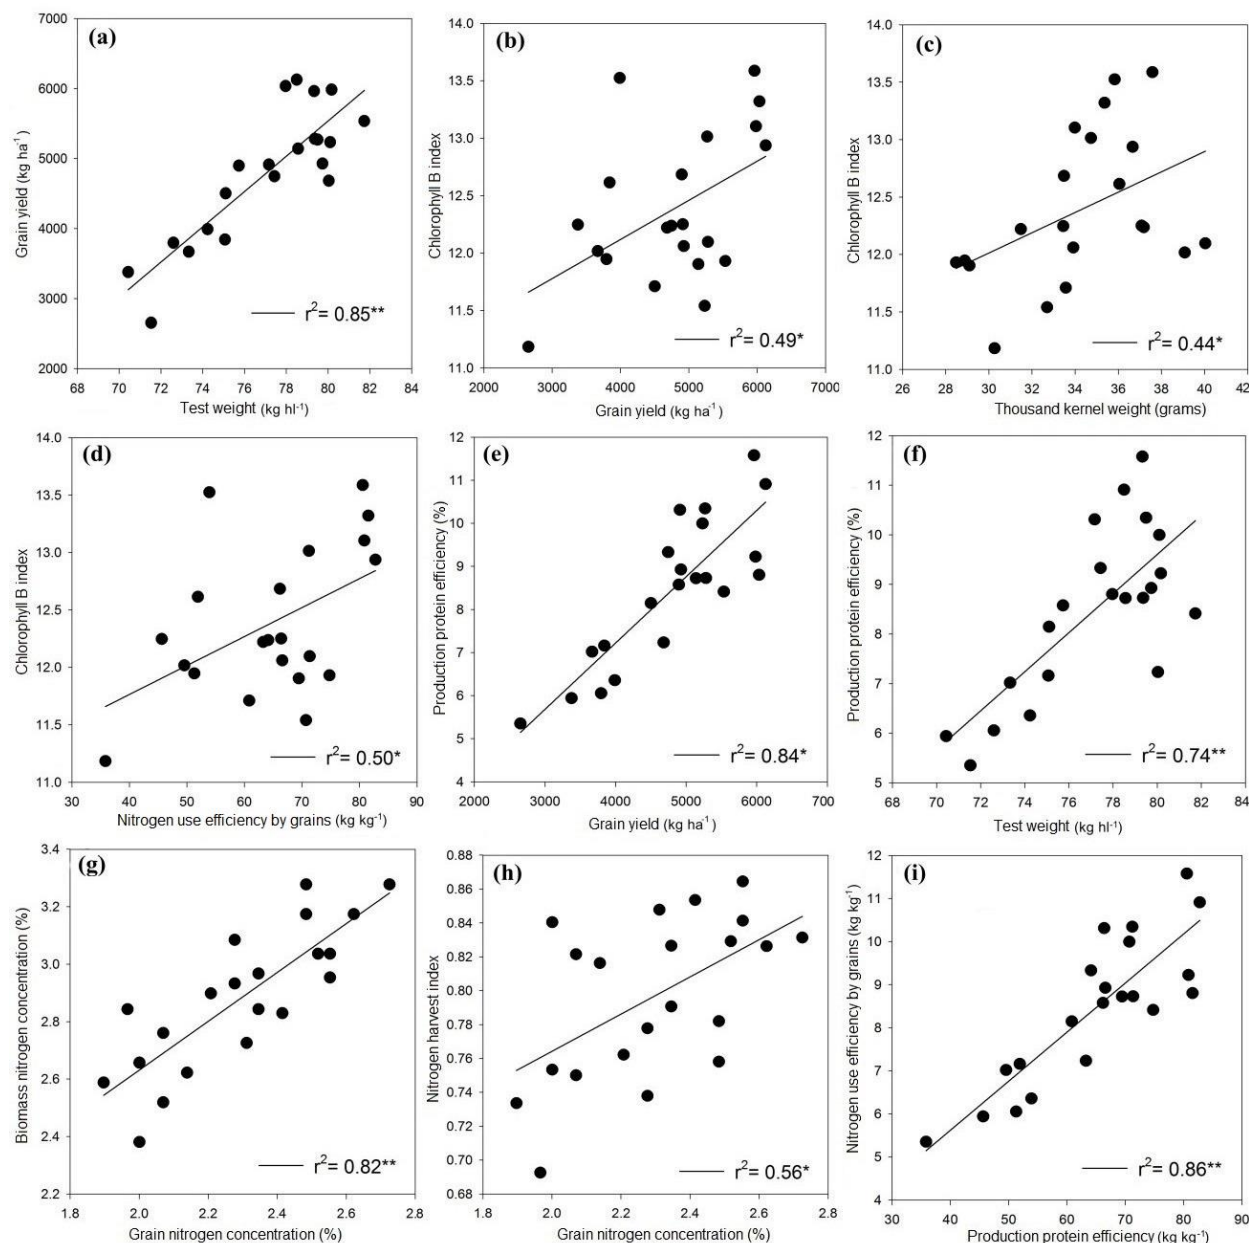 (a)
7000
6000
5000
4000
3000
2000
Grain yield (kg ha⁻¹)
r²= 0.85**
68 70 72 74 76 78 80 82 84
Test weight (kg hl⁻¹)
(b)
14.0
13.5
13.0
12.5
12.0
11.5
11.0
Chlorophyll B index
r²= 0.49*
2000 3000 4000 5000 6000 7000
Grain yield (kg ha⁻¹)
(c)
14.0
13.5
13.0
12.5
12.0
11.5
11.0
Chlorophyll B index
r²= 0.44*
26 28 30 32 34 36 38 40 42
Thousand kernel weight (grams)
(d)
14.0
13.5
13.0
12.5
12.0
11.5
11.0
Chlorophyll B index
r²= 0.50*
30 40 50 60 70 80 90
Nitrogen use efficiency by grains (kg kg⁻¹)
(e)
12
11
10
9
8
7
6
5
4
Production protein efficiency (%)
r²= 0.84*
2000 3000 4000 5000 6000 700
Grain yield (kg ha⁻¹)
(f)
12
11
10
9
8
7
6
5
Production protein efficiency (%)
r²= 0.74**
68 70 72 74 76 78 80 82 84
Test weight (kg hl⁻¹)
(g)
3.4
3.2
3.0
2.8
2.6
2.4
2.2
Biomass nitrogen concentration (%)
r²= 0.82**
1.8 2.0 2.2 2.4 2.6 2.8
Grain nitrogen concentration (%)
(h)
0.88
0.86
0.84
0.82
0.80
0.78
0.76
0.74
0.72
0.70
0.68
Nitrogen harvest index
r²= 0.56*
1.8 2.0 2.2 2.4 2.6 2.8
Grain nitrogen concentration (%)
(i)
12
11
10
9
8
7
6
5
4
Nitrogen use efficiency by grains (kg kg⁻¹)
r²= 0.86**
30 40 50 60 70 80 90
Production protein efficiency (kg kg⁻¹)